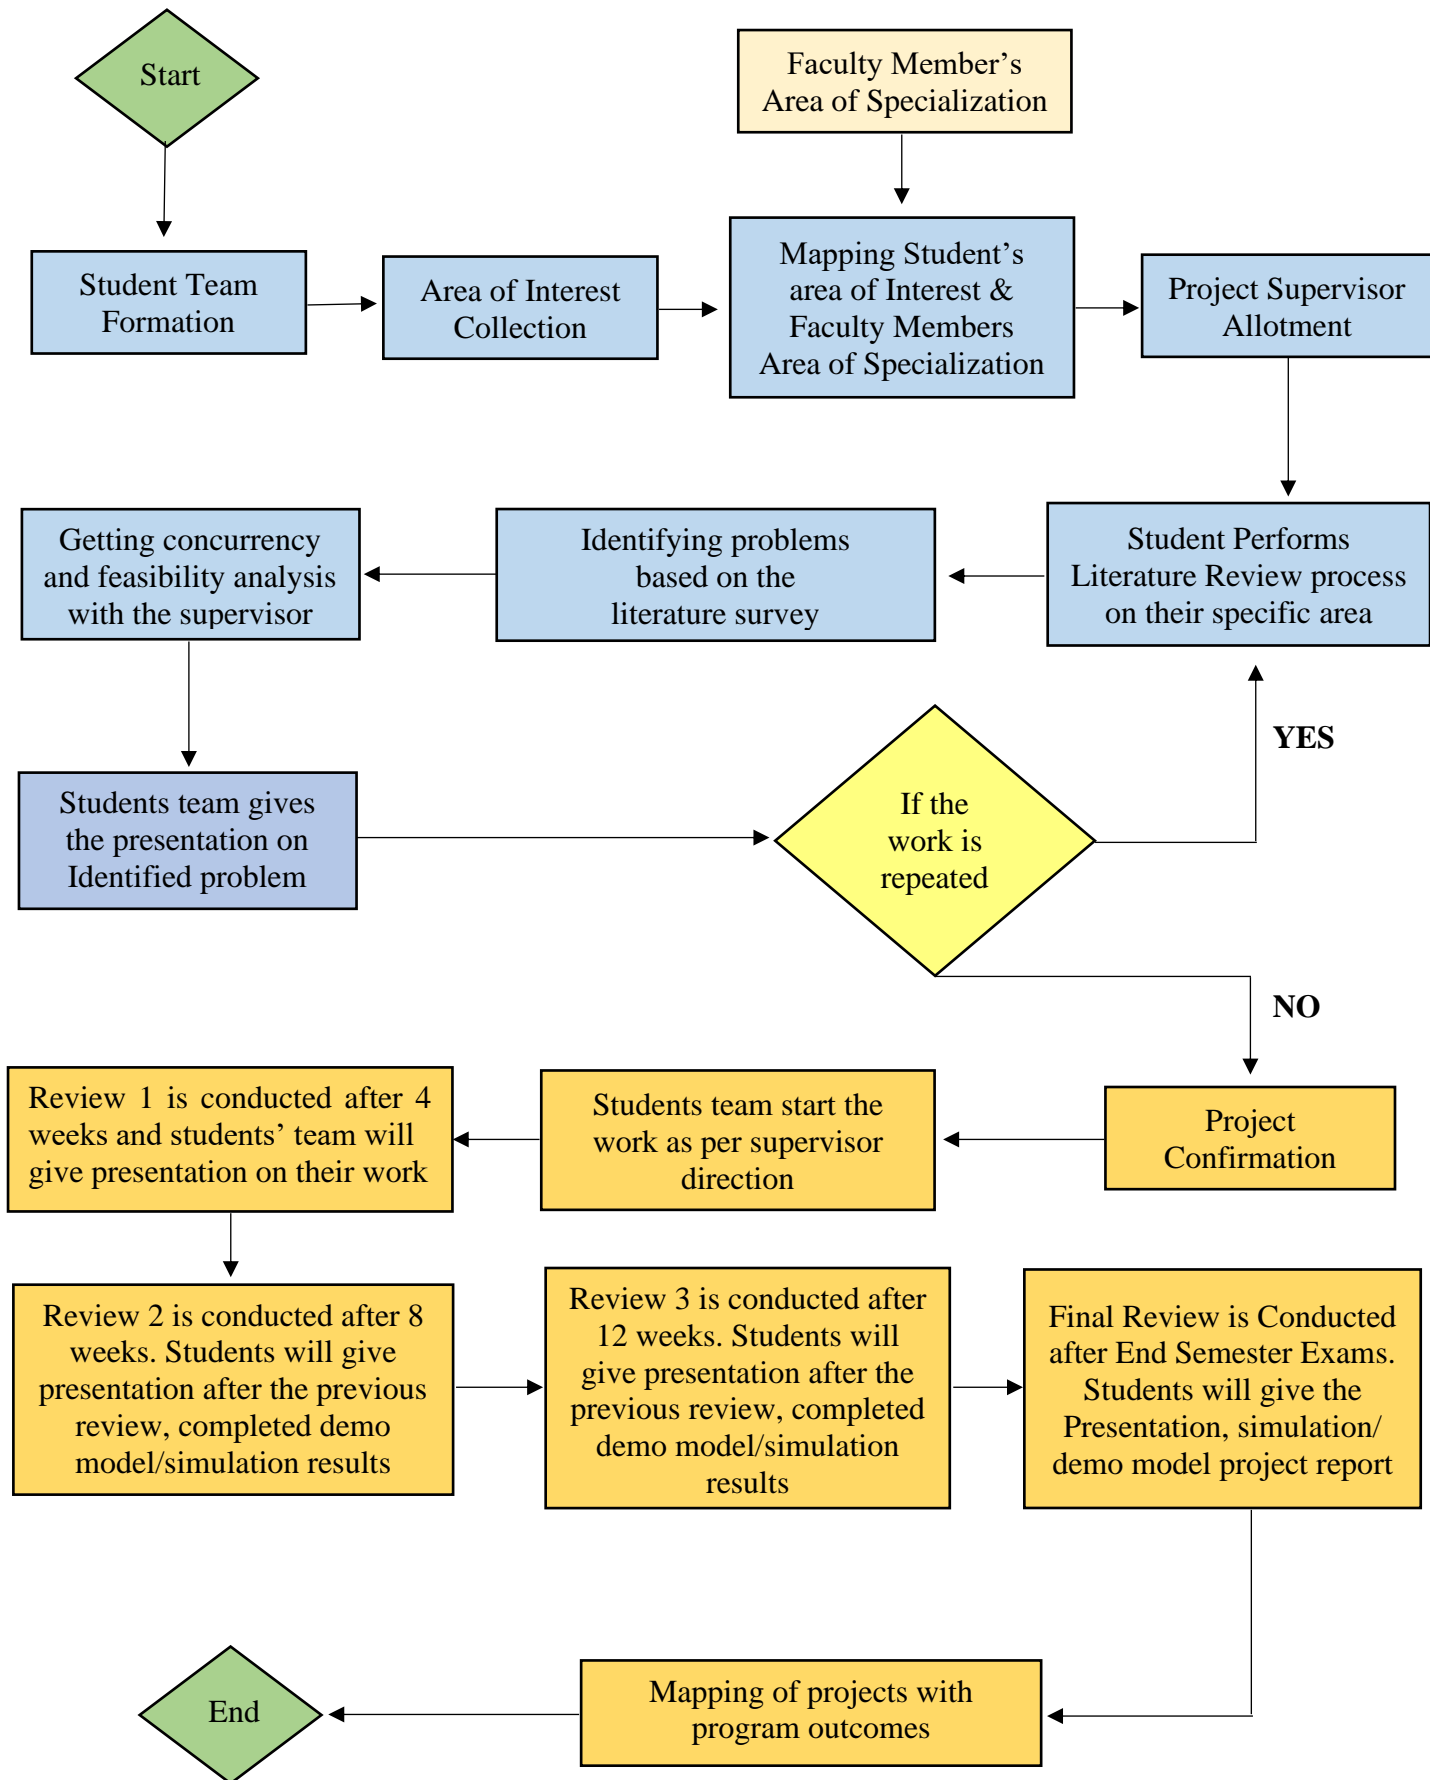 Start
Faculty Member’s
Area of Specialization
Student Team
Formation
Area of Interest
Collection
Mapping Student’s
area of Interest &
Faculty Members
Area of Specialization
Project Supervisor
Allotment
Getting concurrency
and feasibility analysis
with the supervisor
Identifying problems
based on the
literature survey
Student Performs
Literature Review process
on their specific area
YES
Students team gives
the presentation on
Identified problem
If the
work is
repeated
NO
Review 1 is conducted after 4
weeks and students’ team will
give presentation on their work
Students team start the
work as per supervisor
direction
Project
Confirmation
Review 2 is conducted after 8
weeks. Students will give
presentation after the previous
review, completed demo
model/simulation results
Review 3 is conducted after
12 weeks. Students will
give presentation after the
previous review, completed
demo model/simulation
results
Final Review is Conducted
after End Semester Exams.
Students will give the
Presentation, simulation/
demo model project report
End
Mapping of projects with
program outcomes